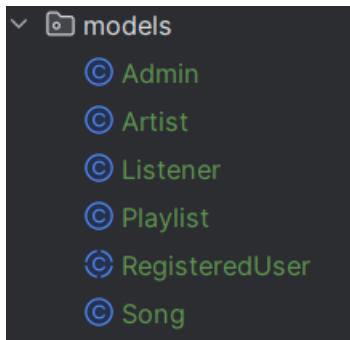 models
Admin
Artist
Listener
Playlist
RegisteredUser
Song